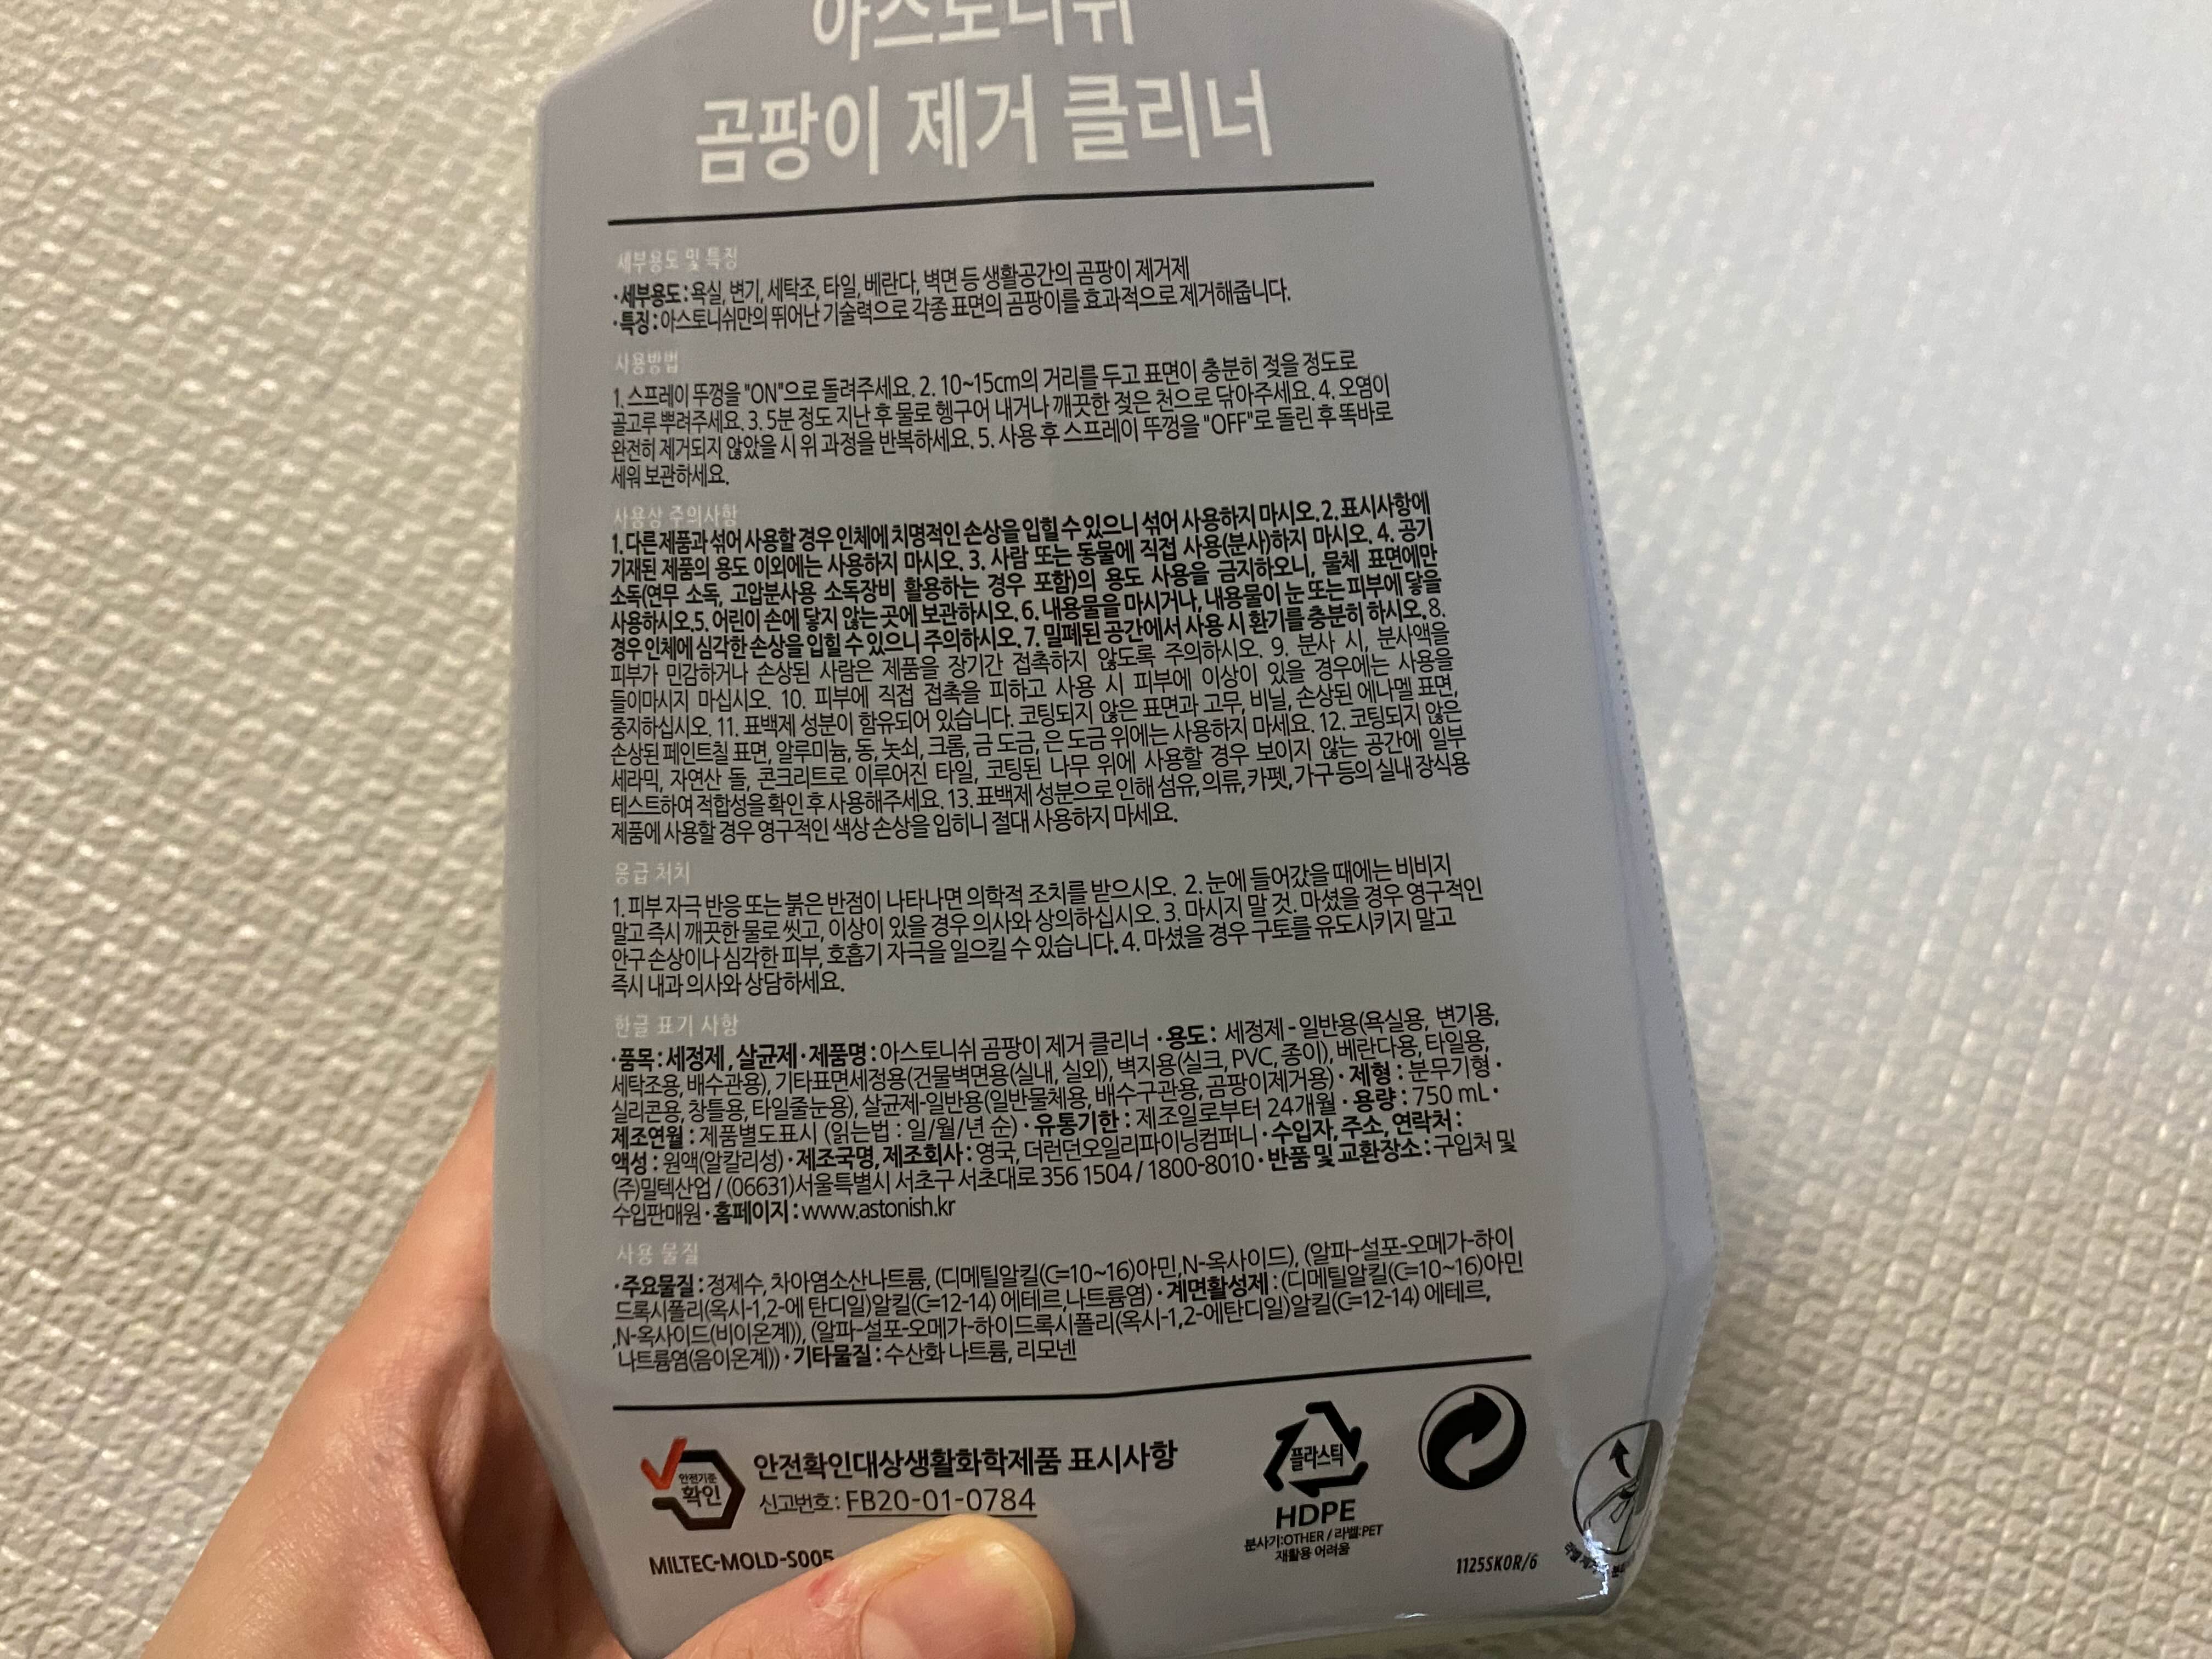 아스토니쉬
곰팡이 제거 클리너
세부용도 및 특징
·세부용도 : 욕실, 변기, 세탁조, 타일, 베란다, 벽면 등 생활공간의 곰팡이 제거제
·특징 : 아스토니쉬만의 뛰어난 기술력으로 각종 표면의 곰팡이를 효과적으로 제거해줍니다.
사용방법
1. 스프레이 뚜껑을 "ON"으로 돌려주세요. 2. 10~15cm의 거리를 두고 표면이 충분히 젖을 정도로
골고루 뿌려주세요. 3. 5분 정도 지난 후 물로 헹구어 내거나 깨끗한 젖은 천으로 닦아주세요. 4. 오염이
완전히 제거되지 않았을 시 위 과정을 반복하세요. 5. 사용 후 스프레이 뚜껑을 "OFF"로 돌린 후 똑바로
세워 보관하세요.
사용상 주의사항
1. 다른 제품과 섞어 사용할 경우 인체에 치명적인 손상을 입힐 수 있으니 섞어 사용하지 마시오. 2. 표시사항에
기재된 제품의 용도 이외에는 사용하지 마시오. 3. 사람 또는 동물에 직접 사용(분사)하지 마시오. 4. 공기
소독(연무 소독, 고압분사용 소독장비 활용하는 경우 포함)의 용도 사용을 금지하오니, 물체 표면에만
사용하시오. 5. 어린이 손에 닿지 않는 곳에 보관하시오. 6. 내용물을 마시거나, 내용물이 눈 또는 피부에 닿을
경우 인체에 심각한 손상을 입힐 수 있으니 주의하시오. 7. 밀폐된 공간에서 사용 시 환기를 충분히 하시오. 8.
피부가 민감하거나 손상된 사람은 제품을 장기간 접촉하지 않도록 주의하시오. 9. 분사 시, 분사액을
들이마시지 마십시오. 10. 피부에 직접 접촉을 피하고 사용 시 피부에 이상이 있을 경우에는 사용을
중지하십시오. 11. 표백제 성분이 함유되어 있습니다. 코팅되지 않은 표면과 고무, 비닐, 손상된 에나멜 표면,
손상된 페인트칠 표면, 알루미늄, 동, 놋쇠, 크롬, 금 도금, 은 도금 위에는 사용하지 마세요. 12. 코팅되지 않은
세라믹, 자연산 돌, 콘크리트로 이루어진 타일, 코팅된 나무 위에 사용할 경우 보이지 않는 공간에 일부
테스트하여 적합성을 확인 후 사용해주세요. 13. 표백제 성분으로 인해 섬유, 의류, 카펫, 가구 등의 실내 장식용
제품에 사용할 경우 영구적인 색상 손상을 입히니 절대 사용하지 마세요.
응급 처치
1. 피부 자극 반응 또는 붉은 반점이 나타나면 의학적 조치를 받으시오. 2. 눈에 들어갔을 때에는 비비지
말고 즉시 깨끗한 물로 씻고, 이상이 있을 경우 의사와 상의하십시오. 3. 마시지 말 것. 마셨을 경우 영구적인
안구 손상이나 심각한 피부, 호흡기 자극을 일으킬 수 있습니다. 4. 마셨을 경우 구토를 유도시키지 말고
즉시 내과 의사와 상담하세요.
한글 표기 사항
·품목 : 세정제, 살균제 ·제품명 : 아스토니쉬 곰팡이 제거 클리너 ·용도 : 세정제 - 일반용(욕실용, 변기용,
세탁조용, 배수관용), 기타표면세정용(건물벽면용(실내, 실외), 벽지용(실크, PVC, 종이), 베란다용, 타일용,
실리콘용, 창틀용, 타일줄눈용), 살균제-일반용(일반물체용, 배수구관용, 곰팡이제거용) · 제형 : 분무기형 ·
제조연월 : 제품별도표시 (읽는법 : 일/월/년 순) · 유통기한 : 제조일로부터 24개월 · 용량 : 750 mL ·
액성 : 원액(알칼리성) · 제조국명, 제조회사 : 영국, 더런던오일리파이닝컴퍼니 · 수입자, 주소, 연락처 :
(주)밀텍산업 / (06631)서울특별시 서초구 서초대로 356 1504 / 1800-8010 · 반품 및 교환장소 : 구입처 및
수입판매원 · 홈페이지 : www.astonish.kr
사용 물질
·주요물질 : 정제수, 차아염소산나트륨, (디메틸알킬(C=10~16)아민,N-옥사이드), (알파-설포-오메가-하이
드록시폴리(옥시-1,2-에 탄디일)알킬(C=12-14) 에테르,나트륨염) · 계면활성제 : (디메틸알킬(C=10~16)아민
,N-옥사이드(비이온계)), (알파-설포-오메가-하이드록시폴리(옥시-1,2-에탄디일)알킬(C=12-14) 에테르,
나트륨염(음이온계)) · 기타물질 : 수산화 나트륨, 리모넨
안전기준
확인
안전확인대상생활화학제품 표시사항
신고번호 : FB20-01-0784
MILTEC-MOLD-S005
플라스틱
HDPE
분사기:OTHER / 라벨:PET
재활용 어려움
1125SKOR/6